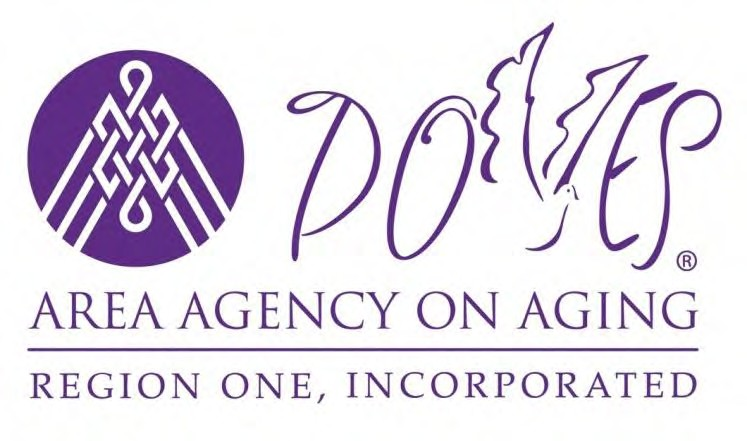 DOVES®
AREA AGENCY ON AGING
REGION ONE, INCORPORATED